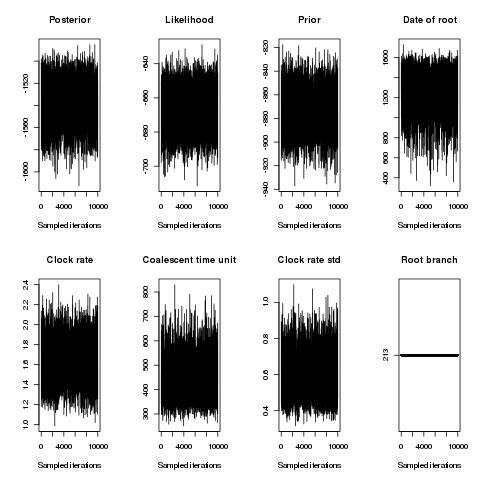 Posterior Likelihood Prior Date of root
-1520 -640 -820 1600
-1560 -660 -840 1200
-1600 -680 -860 800
-700 -880 400
-900
-920
-940
0 4000 10000 0 4000 10000 0 4000 10000 0 4000 10000
Sampled iterations Sampled iterations Sampled iterations Sampled iterations
Clock rate Coalescent time unit Clock rate std Root branch
2.4 800 1.0 213
2.2 700 0.8
2.0 600 0.6
1.8 500 0.4
1.6 400
1.4 300
1.2
1.0
0 4000 10000 0 4000 10000 0 4000 10000 0 4000 10000
Sampled iterations Sampled iterations Sampled iterations Sampled iterations